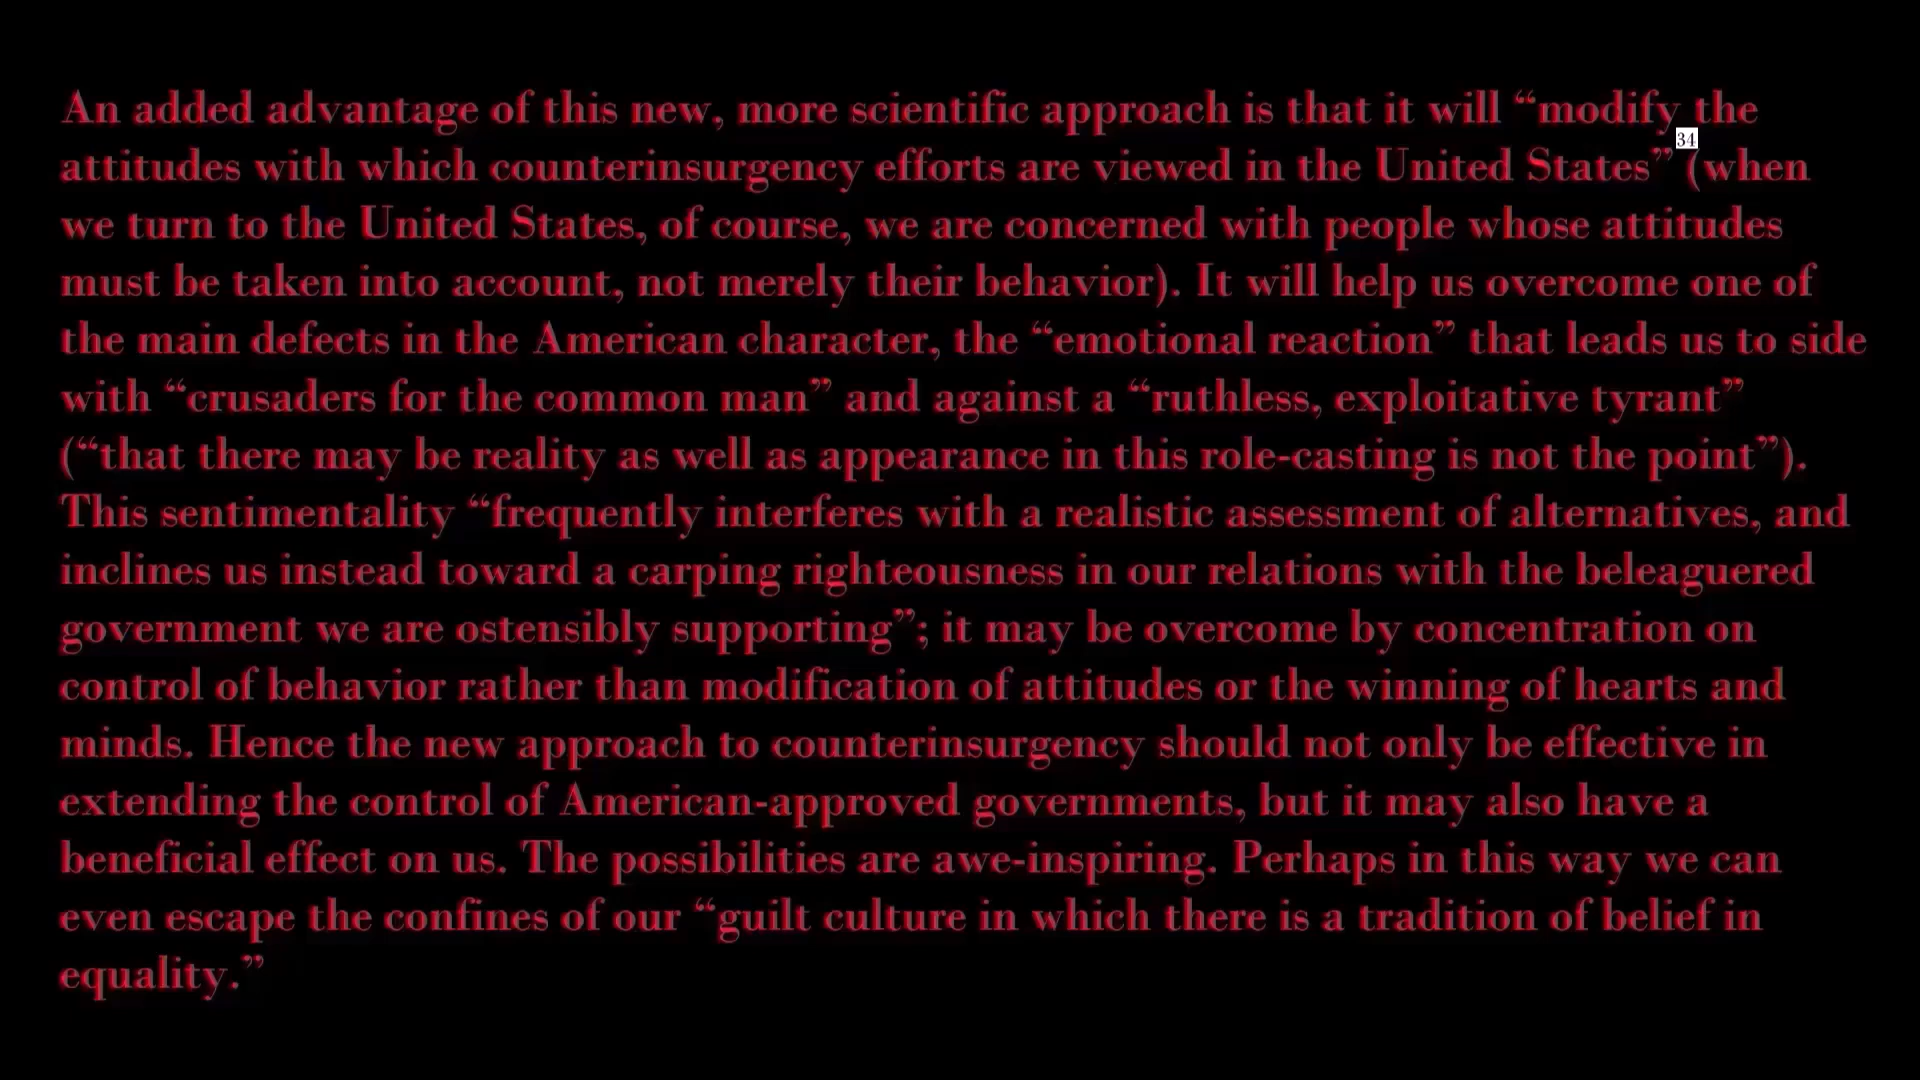 An added advantage of this new, more scientific approach is that it will “modify the
attitudes with which counterinsurgency efforts are viewed in the United States”34 (when
we turn to the United States, of course, we are concerned with people whose attitudes
must be taken into account, not merely their behavior). It will help us overcome one of
the main defects in the American character, the “emotional reaction” that leads us to side
with “crusaders for the common man” and against a “ruthless, exploitative tyrant”
(“that there may be reality as well as appearance in this role-casting is not the point”).
This sentimentality “frequently interferes with a realistic assessment of alternatives, and
inclines us instead toward a carping righteousness in our relations with the beleaguered
government we are ostensibly supporting”; it may be overcome by concentration on
control of behavior rather than modification of attitudes or the winning of hearts and
minds. Hence the new approach to counterinsurgency should not only be effective in
extending the control of American-approved governments, but it may also have a
beneficial effect on us. The possibilities are awe-inspiring. Perhaps in this way we can
even escape the confines of our “guilt culture in which there is a tradition of belief in
equality.”